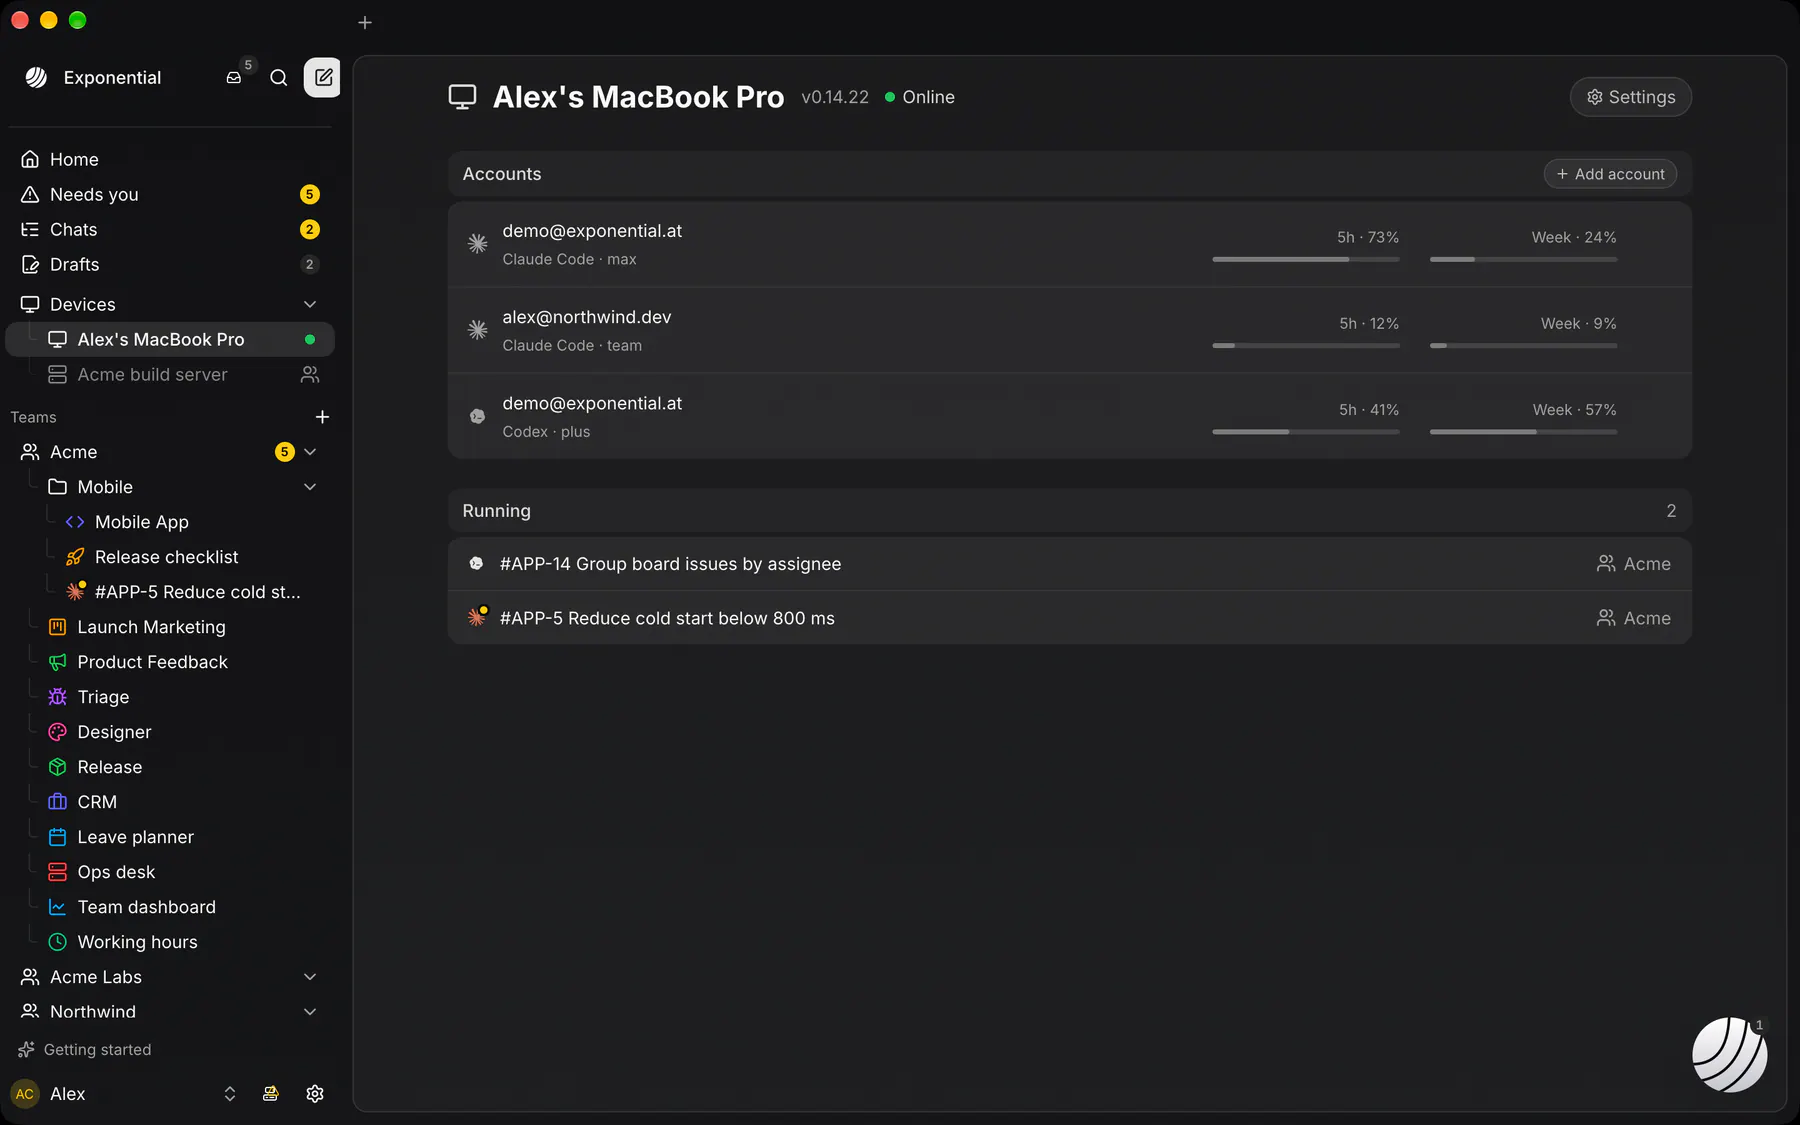 Exponential
5
Home
Needs you
5
Chats
2
Drafts
2
Devices
Alex's MacBook Pro
Acme build server
Teams
Acme
5
Mobile
Mobile App
Release checklist
#APP-5 Reduce cold st...
Launch Marketing
Product Feedback
Triage
Designer
Release
CRM
Leave planner
Ops desk
Team dashboard
Working hours
Acme Labs
Northwind
Getting started
AC
Alex
Alex's MacBook Pro
v0.14.22
Online
Settings
Accounts
Add account
demo@exponential.at
Claude Code · max
5h · 73%
Week · 24%
alex@northwind.dev
Claude Code · team
5h · 12%
Week · 9%
demo@exponential.at
Codex · plus
5h · 41%
Week · 57%
Running
2
#APP-14 Group board issues by assignee
Acme
#APP-5 Reduce cold start below 800 ms
Acme
1